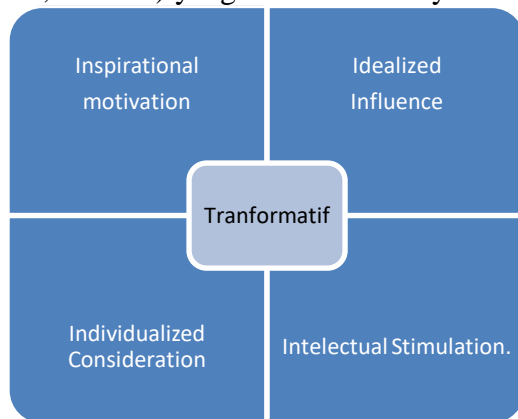 Inspirational
motivation
Idealized
Influence
Tranformatif
Individualized
Consideration
Intelectual Stimulation.